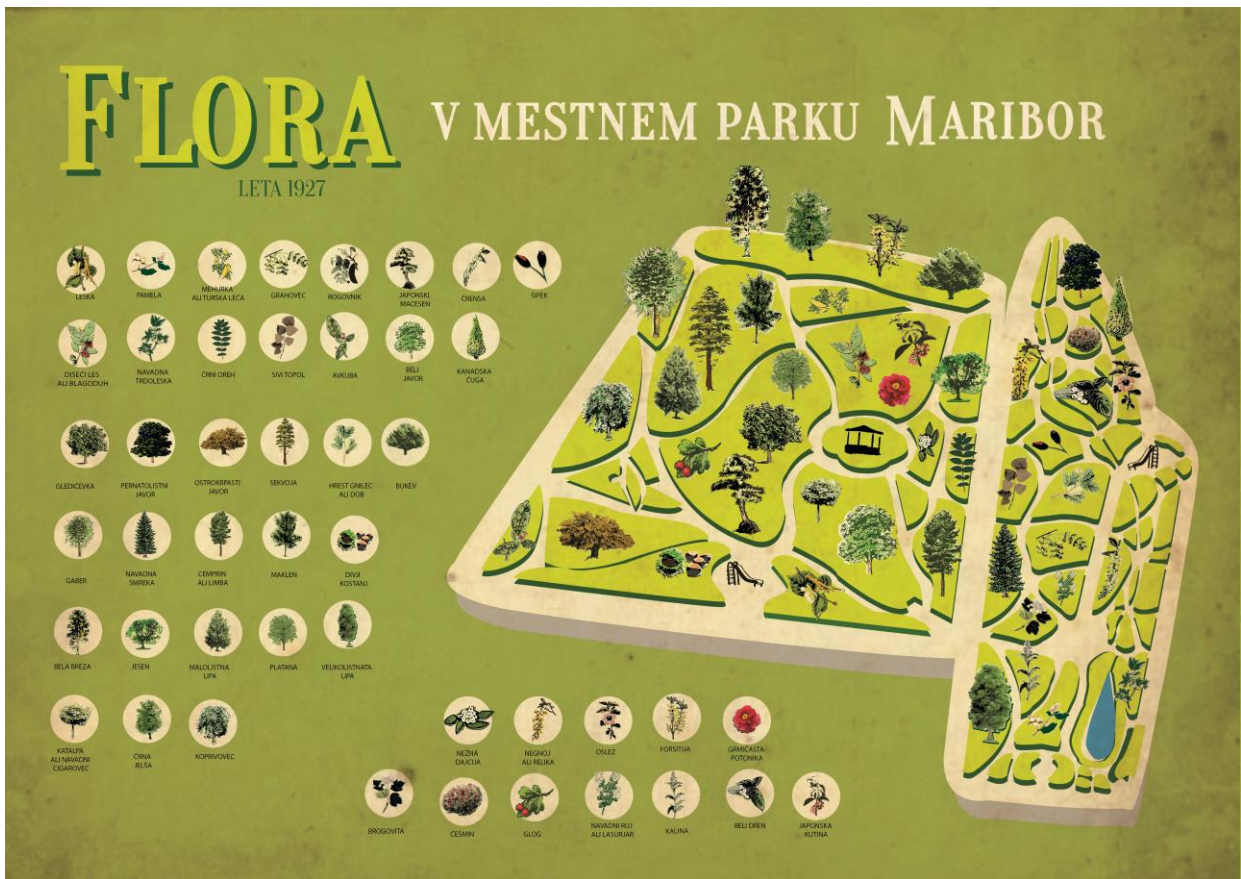 FLORA
V MESTNEM PARKU MARIBOR
LETA 1927
LESKA
PAMELA
MEHURKA
ALI TURŠKA LEČA
GRAHOVEC
ROGOVNIK
JAPONSKI
MACESEN
ČRENSA
ŠIPEK
DIŠEČI LES
ALI BLAGODUH
NAVADNA
TRDOLESKA
ČRNI OREH
SIVI TOPOL
AVKUBA
BELI
JAVOR
KANADSKA
ČUGA
GLEDIČEVKA
PERNATOLISTNI
JAVOR
OSTROKRPASTI
JAVOR
SEKVOJA
HREST GNILEC
ALI DOB
BUKEV
GABER
NAVADNA
SMREKA
CEMPRIN
ALI LIMBA
MAKLEN
DIVJI
KOSTANJ
BELA BREZA
JESEN
MALOLISTNA
LIPA
PLATANA
VELIKOLISTNATA
LIPA
KATALPA
ALI NAVADNI
CIGAROVEC
ČRNA
JELŠA
KOPRIVOVEC
NEŽNA
DAJCIJA
NEGNOJ
ALI RELIKA
OSLEZ
FORSITIJA
GRMIČASTA
POTONIKA
BROGOVITA
ČEŠMIN
GLOG
NAVADNI RUJ
ALI LASURJAR
KALINA
BELI DREN
JAPONSKA
KUTINA